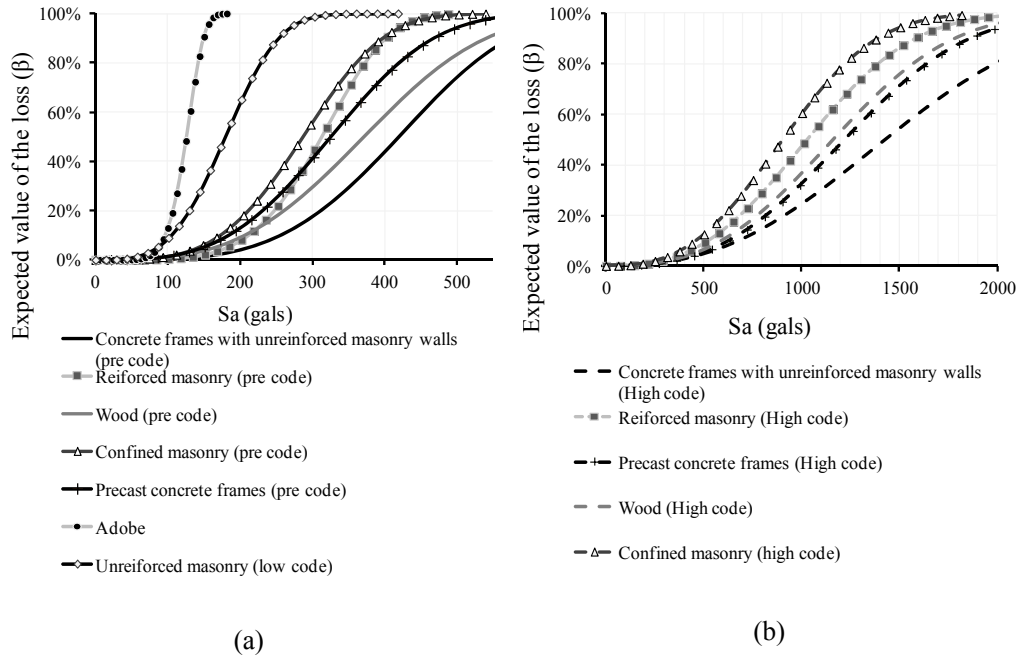 Expected value of the loss (β)
100%
80%
60%
40%
20%
0%
0 100 200 300 400 500
Sa (gals)
Concrete frames with unreinforced masonry walls
(pre code)
Reiforced masonry (pre code)
Wood (pre code)
Confined masonry (pre code)
Precast concrete frames (pre code)
Adobe
Unreiforced masonry (low code)
(a)
Expected value of the loss (β)
100%
80%
60%
40%
20%
0%
0 500 1000 1500 2000
Sa (gals)
Concrete frames with unreinforced masonry walls
(High code)
Reiforced masonry (High code)
Precast concrete frames (High code)
Wood (High code)
Confined masonry (high code)
(b)